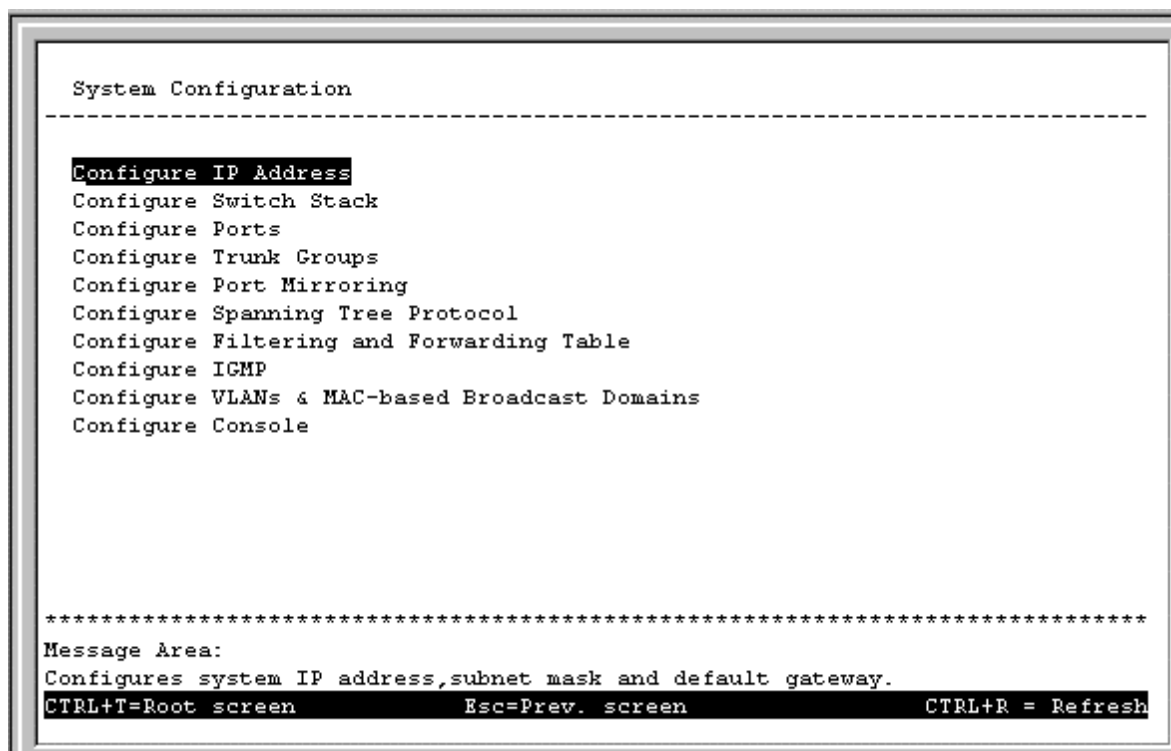 System Configuration
--------------------------------------------------------------------------------
Configure IP Address
Configure Switch Stack
Configure Ports
Configure Trunk Groups
Configure Port Mirroring
Configure Spanning Tree Protocol
Configure Filtering and Forwarding Table
Configure IGMP
Configure VLANs & MAC-based Broadcast Domains
Configure Console
********************************************************************************
Message Area:
Configures system IP address,subnet mask and default gateway.
CTRL+T=Root screen Esc=Prev. screen CTRL+R = Refresh